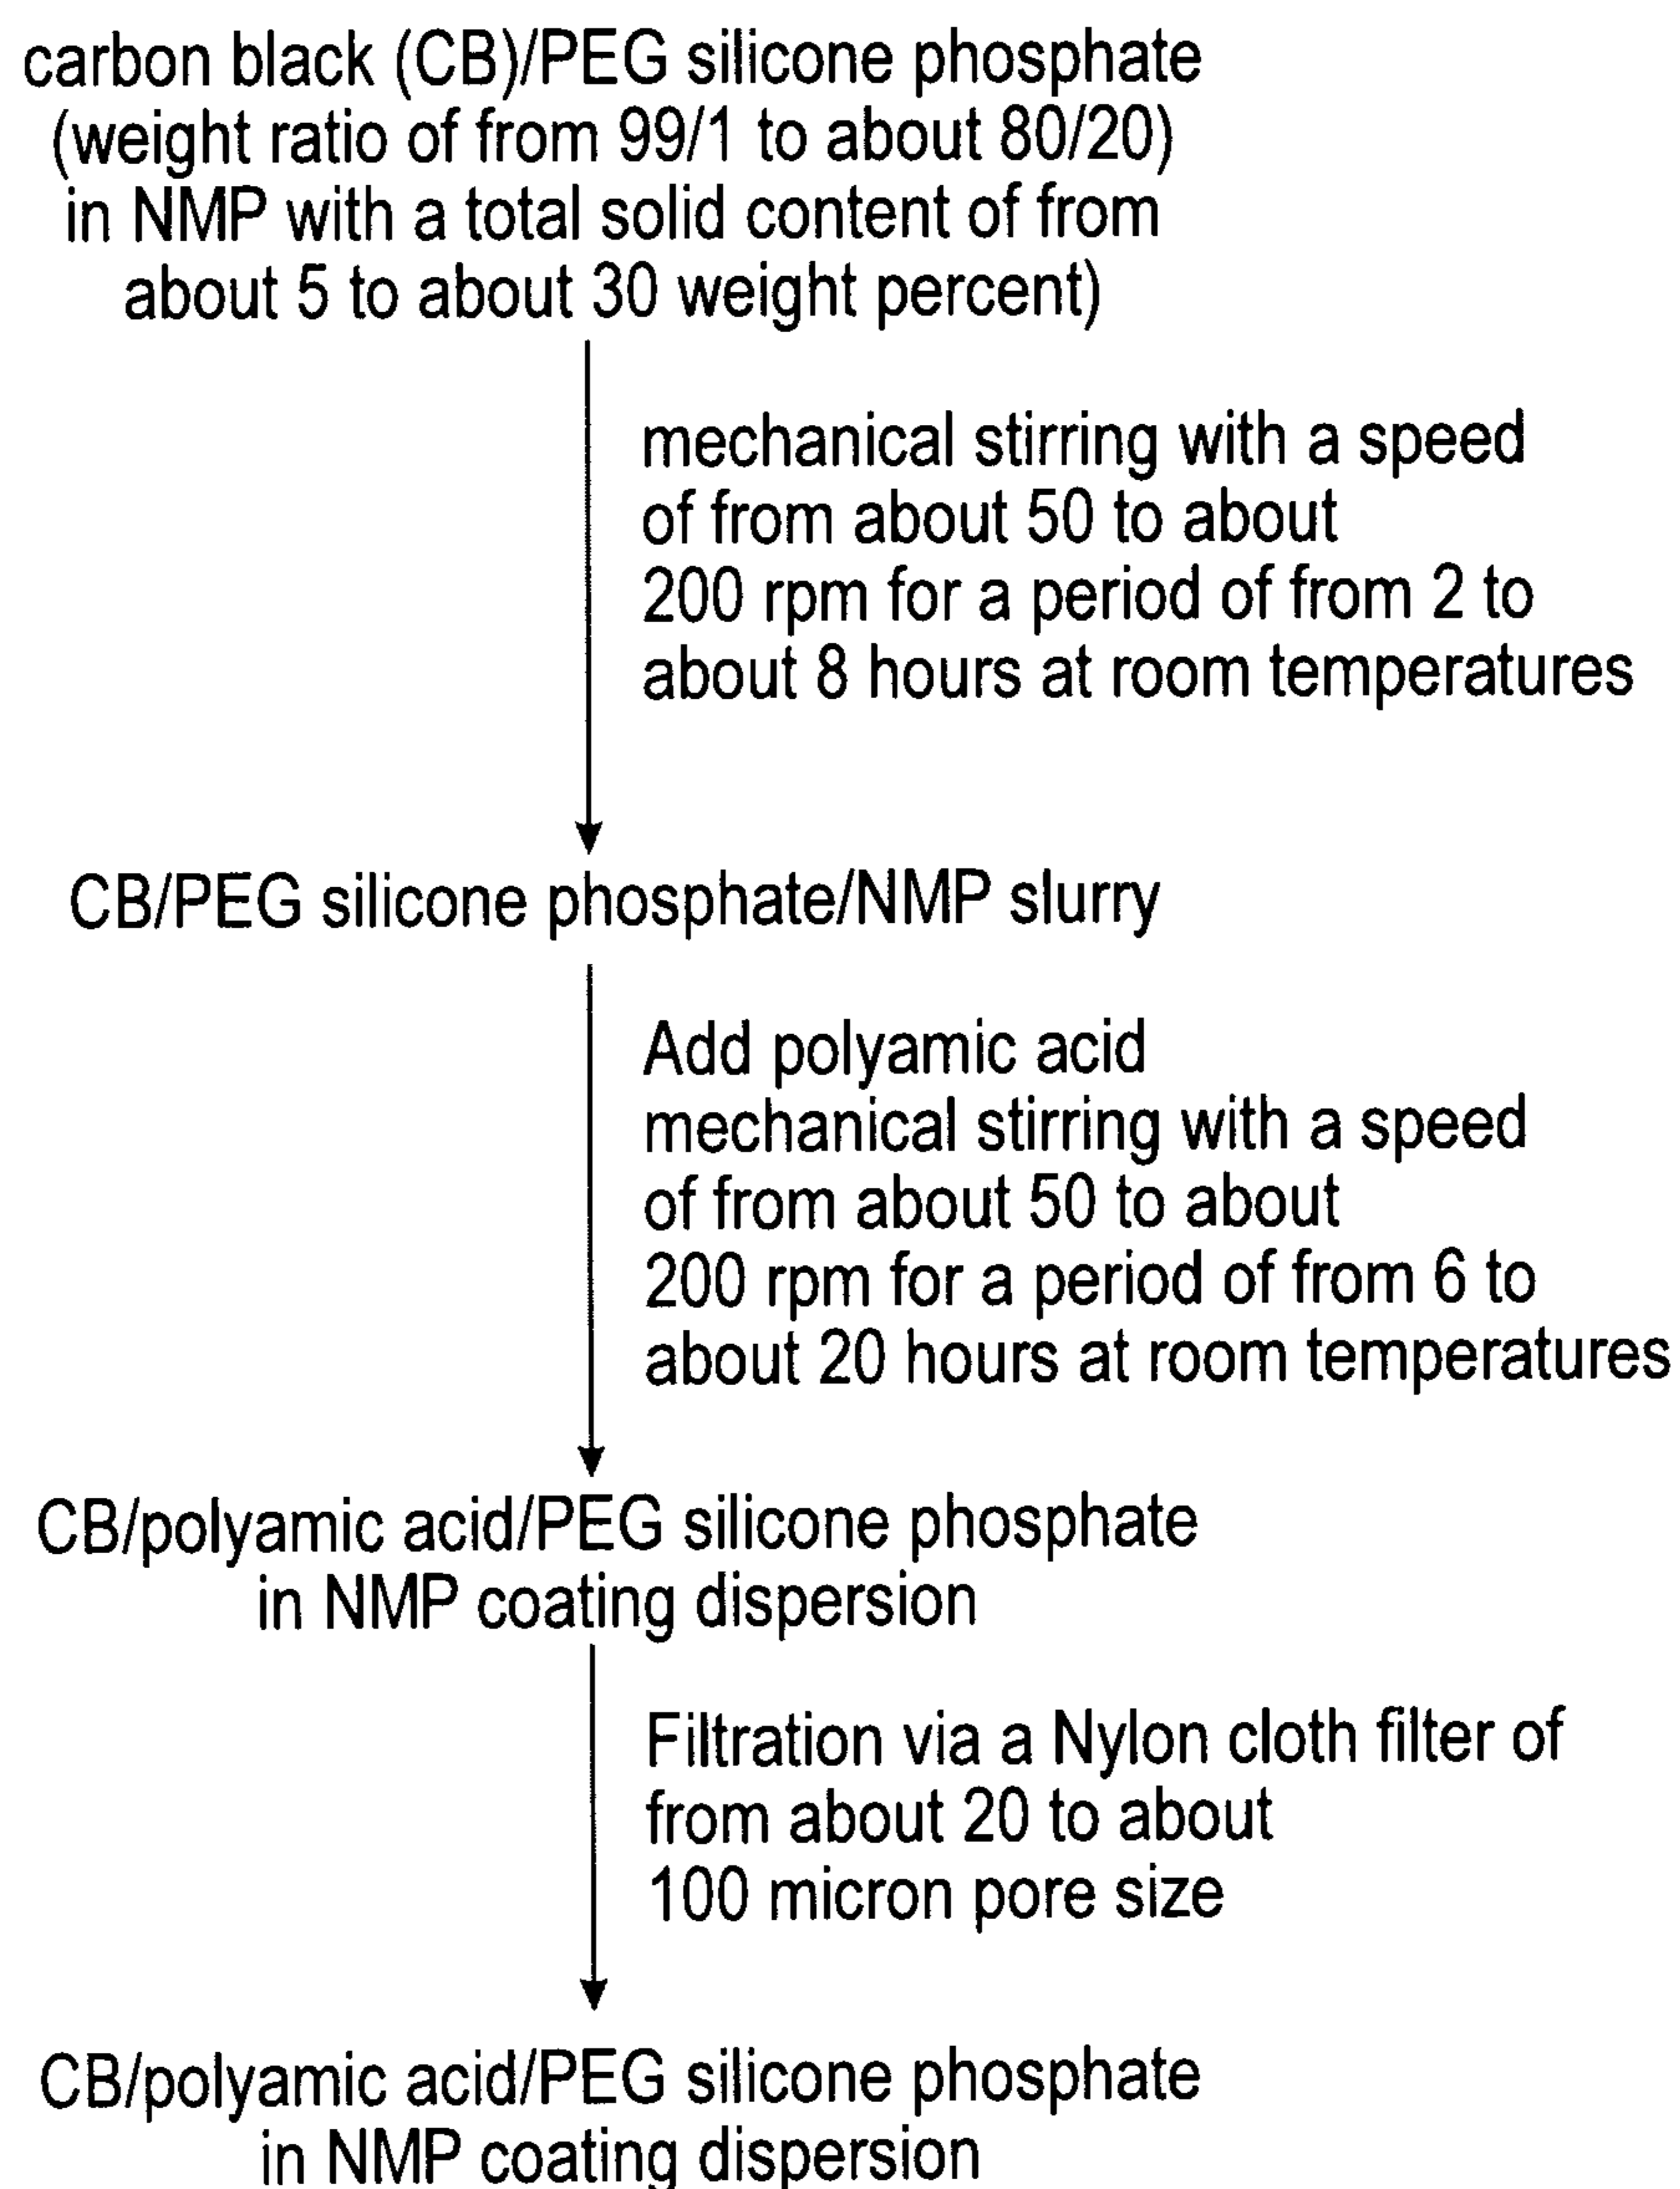 carbon black (CB)/PEG silicone phosphate
(weight ratio of from 99/1 to about 80/20)
in NMP with a total solid content of from
about 5 to about 30 weight percent)
mechanical stirring with a speed
of from about 50 to about
200 rpm for a period of from 2 to
about 8 hours at room temperatures
CB/PEG silicone phosphate/NMP slurry
Add polyamic acid
mechanical stirring with a speed
of from about 50 to about
200 rpm for a period of from 6 to
about 20 hours at room temperatures
CB/polyamic acid/PEG silicone phosphate
in NMP coating dispersion
Filtration via a Nylon cloth filter of
from about 20 to about
100 micron pore size
CB/polyamic acid/PEG silicone phosphate
in NMP coating dispersion